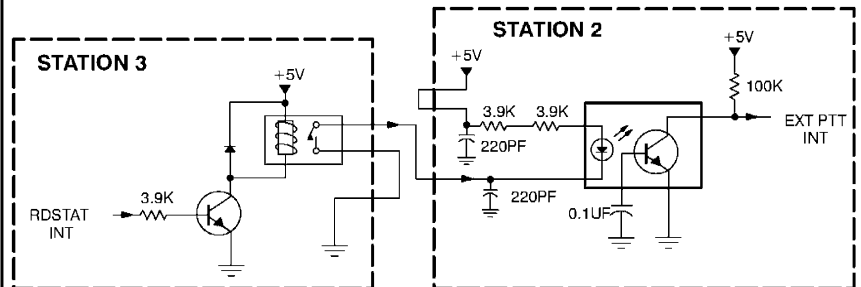 STATION 3
+5V
3.9K
RDSTAT
INT
STATION 2
+5V
3.9K
3.9K
220PF
220PF
0.1UF
+5V
100K
EXT PTT
INT